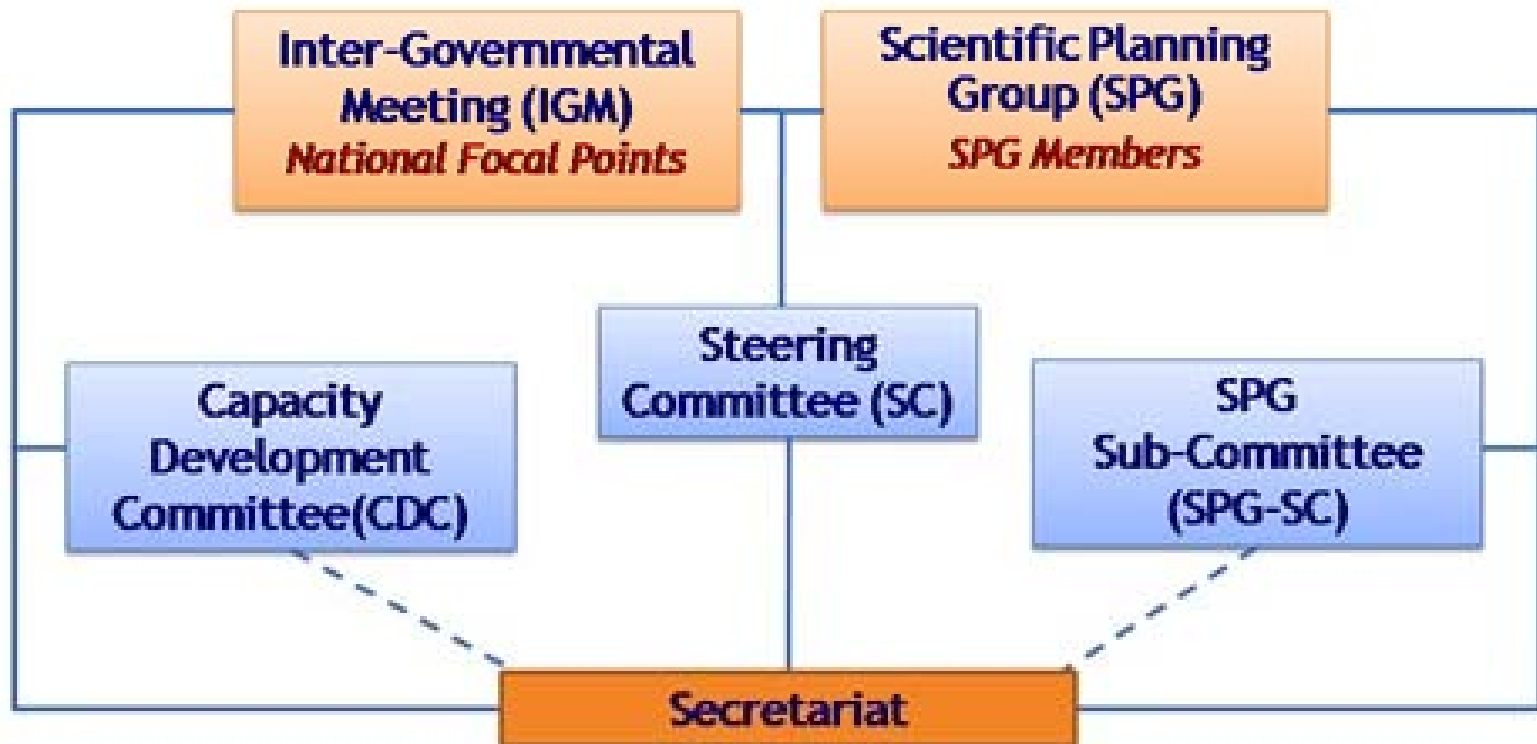 Inter-Governmental
Meeting (IGM)
National Focal Points
Scientific Planning
Group (SPG)
SPG Members
Steering
Committee (SC)
Capacity
Development
Committee(CDC)
SPG
Sub-Committee
(SPG-SC)
Secretariat